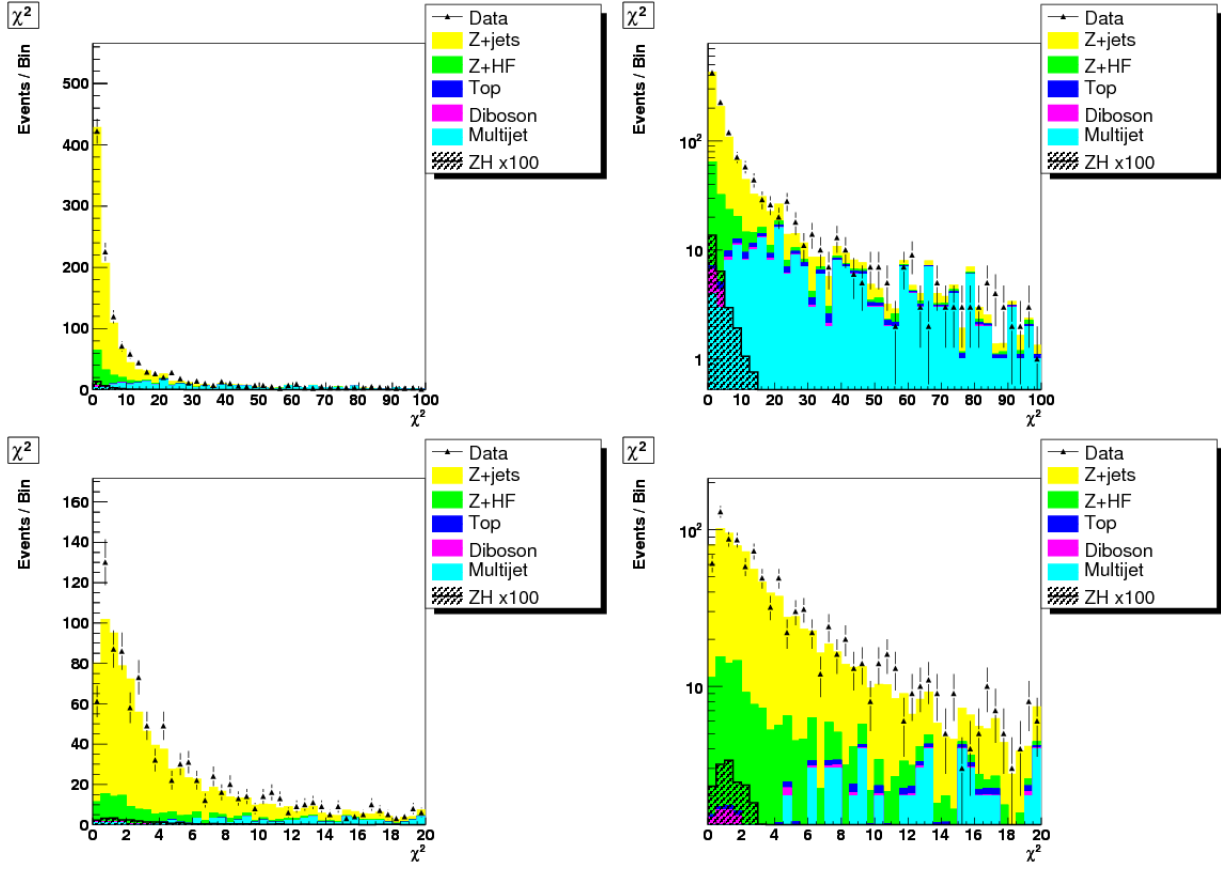 χ²
Events / Bin
500
400
300
200
100
0
0 10 20 30 40 50 60 70 80 90 100
χ²
Data
Z+jets
Z+HF
Top
Diboson
Multijet
ZH x100
χ²
Events / Bin
10²
10
1
0 10 20 30 40 50 60 70 80 90 100
χ²
Data
Z+jets
Z+HF
Top
Diboson
Multijet
ZH x100
χ²
Events / Bin
160
140
120
100
80
60
40
20
0
0 2 4 6 8 10 12 14 16 18 20
χ²
Data
Z+jets
Z+HF
Top
Diboson
Multijet
ZH x100
χ²
Events / Bin
10²
10
0 2 4 6 8 10 12 14 16 18 20
χ²
Data
Z+jets
Z+HF
Top
Diboson
Multijet
ZH x100